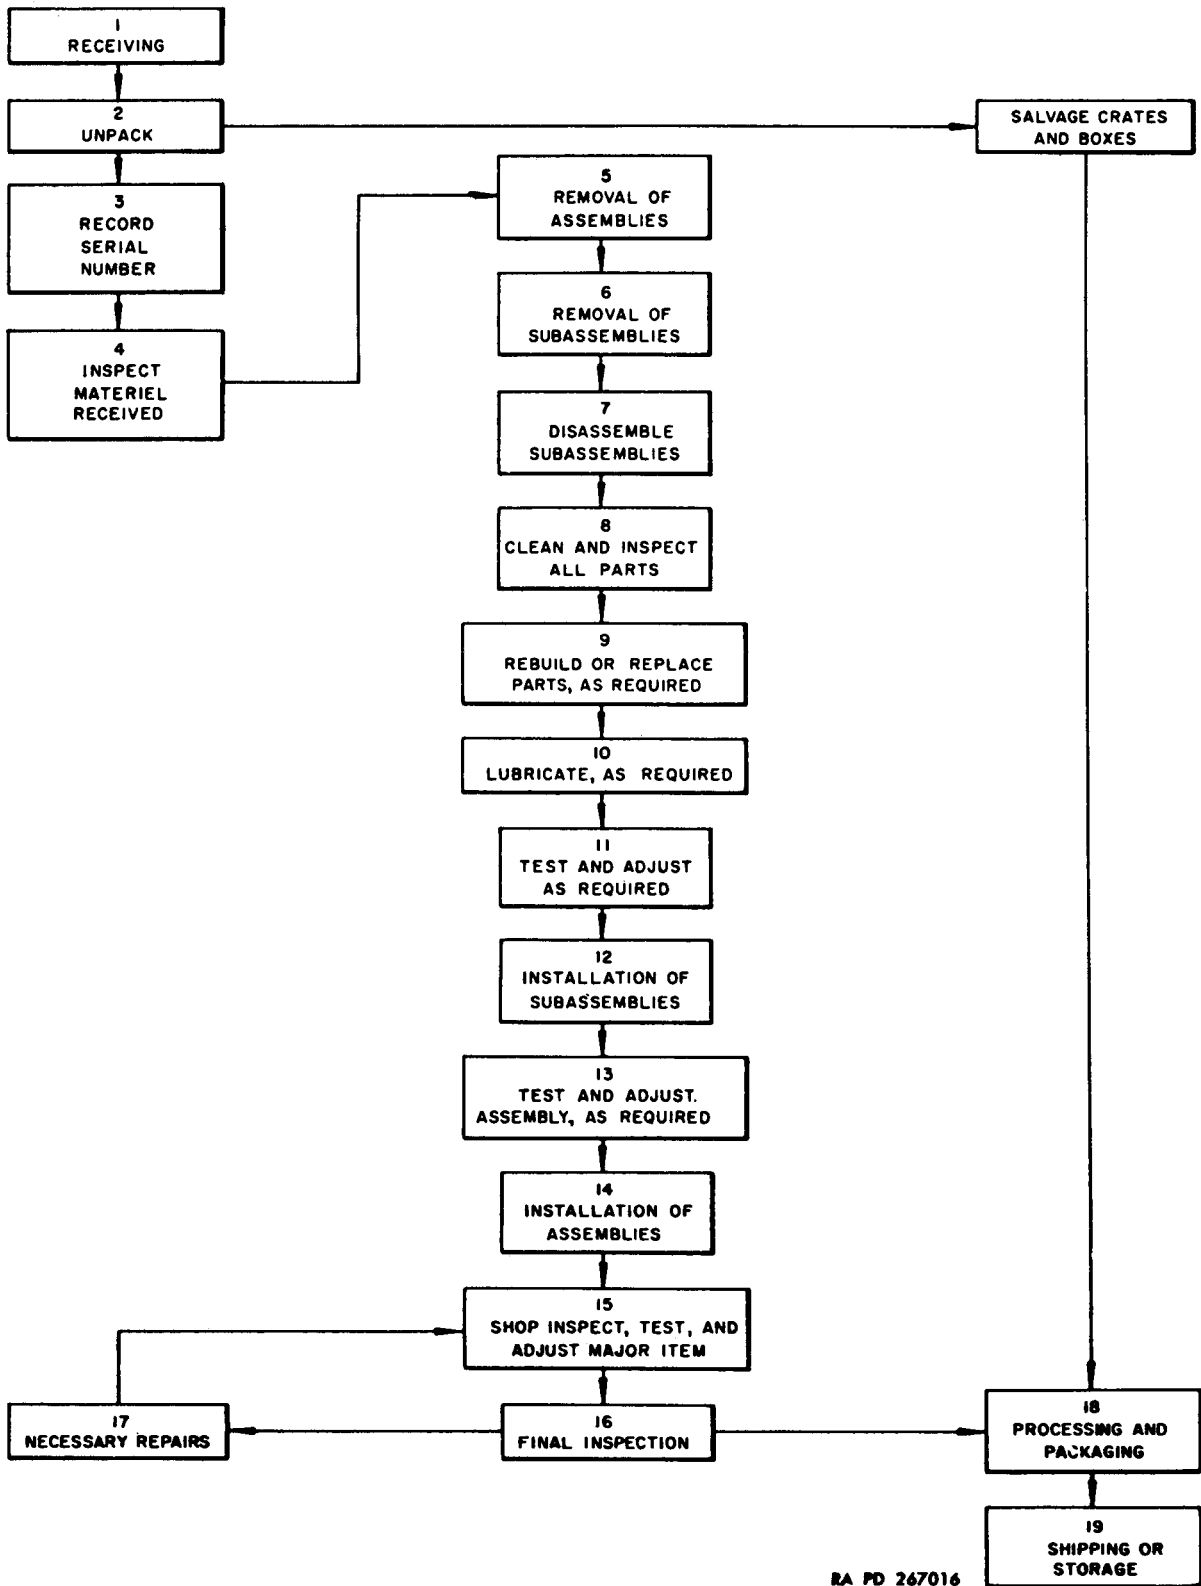 1
RECEIVING
2
UNPACK
SALVAGE CRATES
AND BOXES
3
RECORD
SERIAL
NUMBER
4
INSPECT
MATERIEL
RECEIVED
5
REMOVAL OF
ASSEMBLIES
6
REMOVAL OF
SUBASSEMBLIES
7
DISASSEMBLE
SUBASSEMBLIES
8
CLEAN AND INSPECT
ALL PARTS
9
REBUILD OR REPLACE
PARTS, AS REQUIRED
10
LUBRICATE, AS REQUIRED
11
TEST AND ADJUST
AS REQUIRED
12
INSTALLATION OF
SUBASSEMBLIES
13
TEST AND ADJUST.
ASSEMBLY, AS REQUIRED
14
INSTALLATION OF
ASSEMBLIES
15
SHOP INSPECT, TEST, AND
ADJUST MAJOR ITEM
16
FINAL INSPECTION
17
NECESSARY REPAIRS
18
PROCESSING AND
PACKAGING
19
SHIPPING OR
STORAGE
RA PD 267016